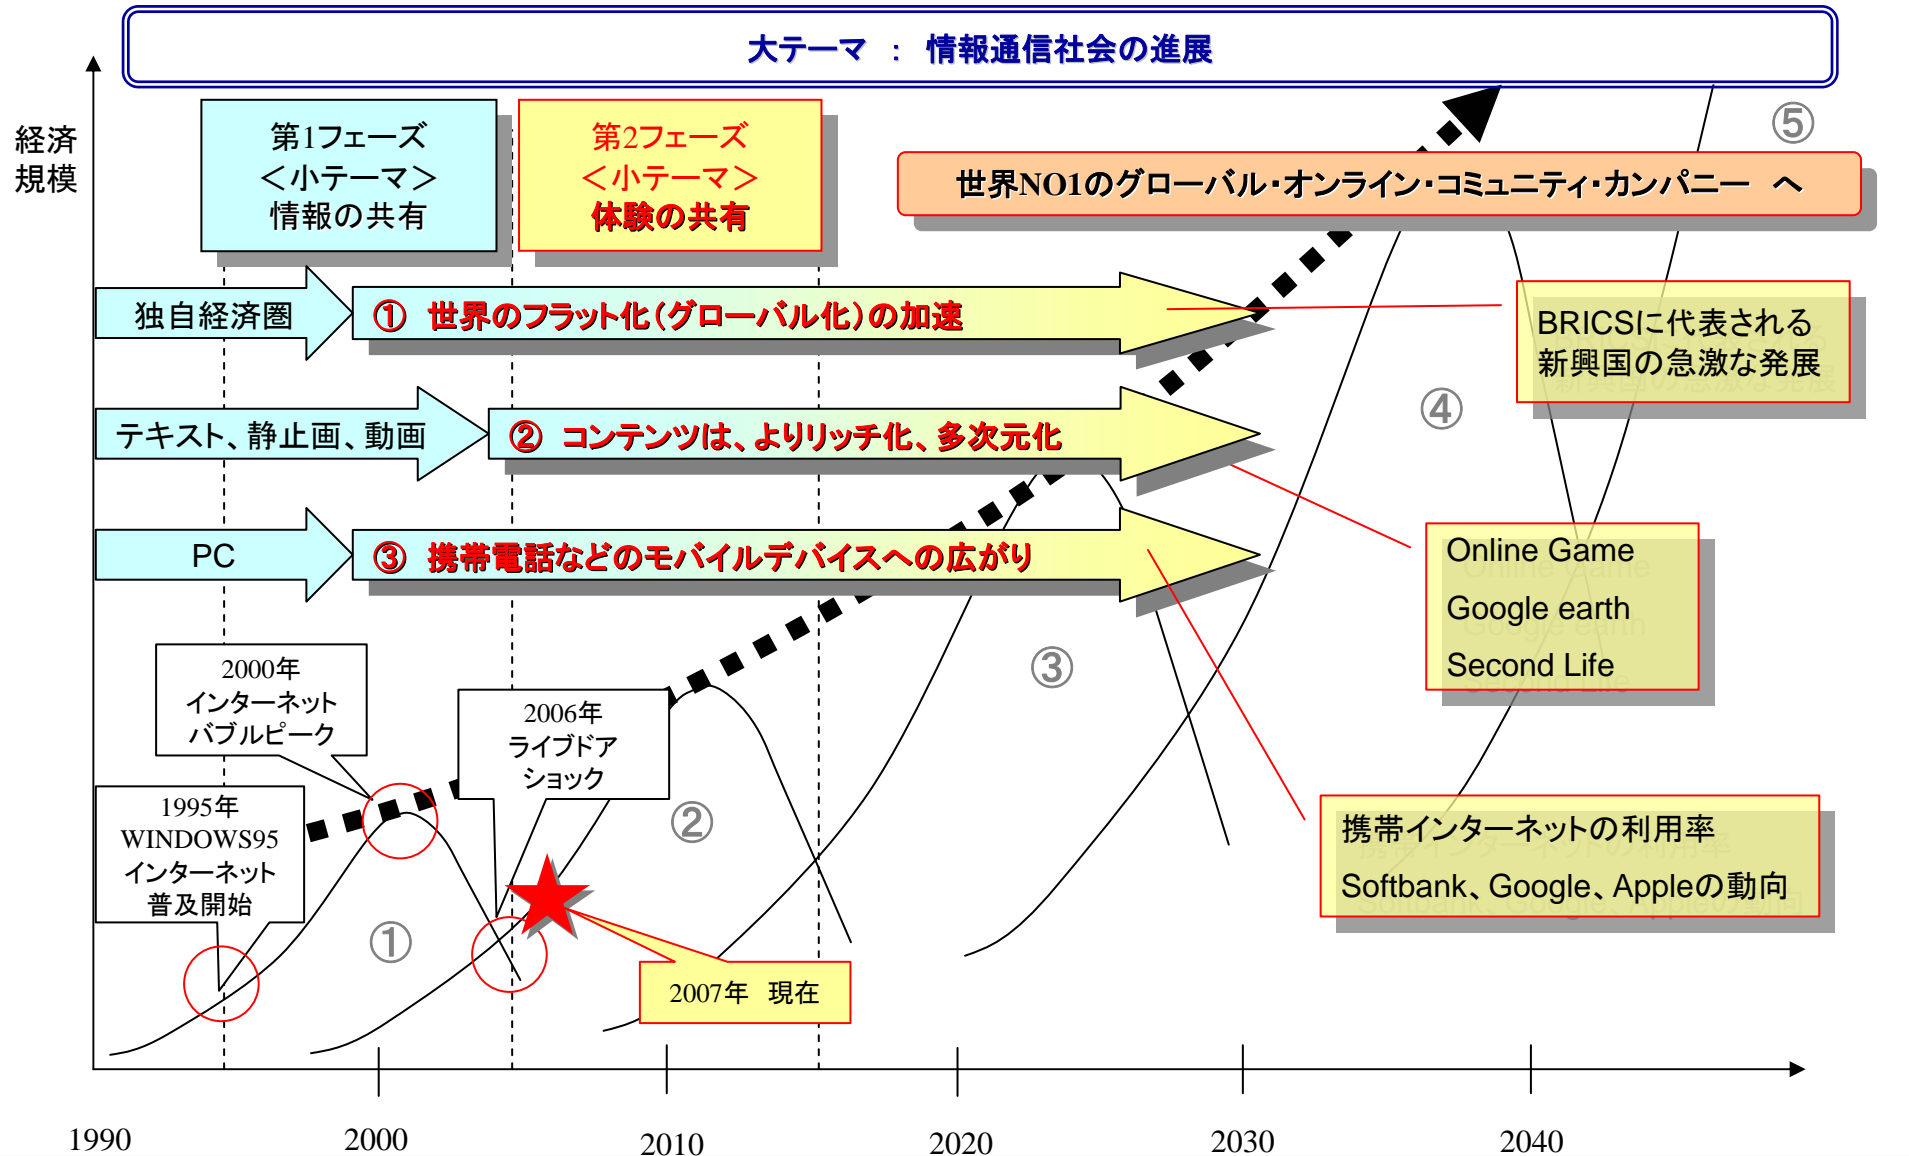 大テーマ ： 情報通信社会の進展
経済
規模
第1フェーズ
＜小テーマ＞
情報の共有
第2フェーズ
＜小テーマ＞
体験の共有
⑤
世界NO1のグローバル・オンライン・コミュニティ・カンパニー へ
独自経済圏
① 世界のフラット化（グローバル化）の加速
BRICSに代表される
新興国の急激な発展
テキスト、静止画、動画
② コンテンツは、よりリッチ化、多次元化
④
PC
③ 携帯電話などのモバイルデバイスへの広がり
Online Game
Google earth
Second Life
2000年
インターネット
バブルピーク
2006年
ライブドア
ショック
③
②
1995年
WINDOWS95
インターネット
普及開始
①
携帯インターネットの利用率
Softbank、Google、Appleの動向
2007年 現在
1990
2000
2010
2020
2030
2040